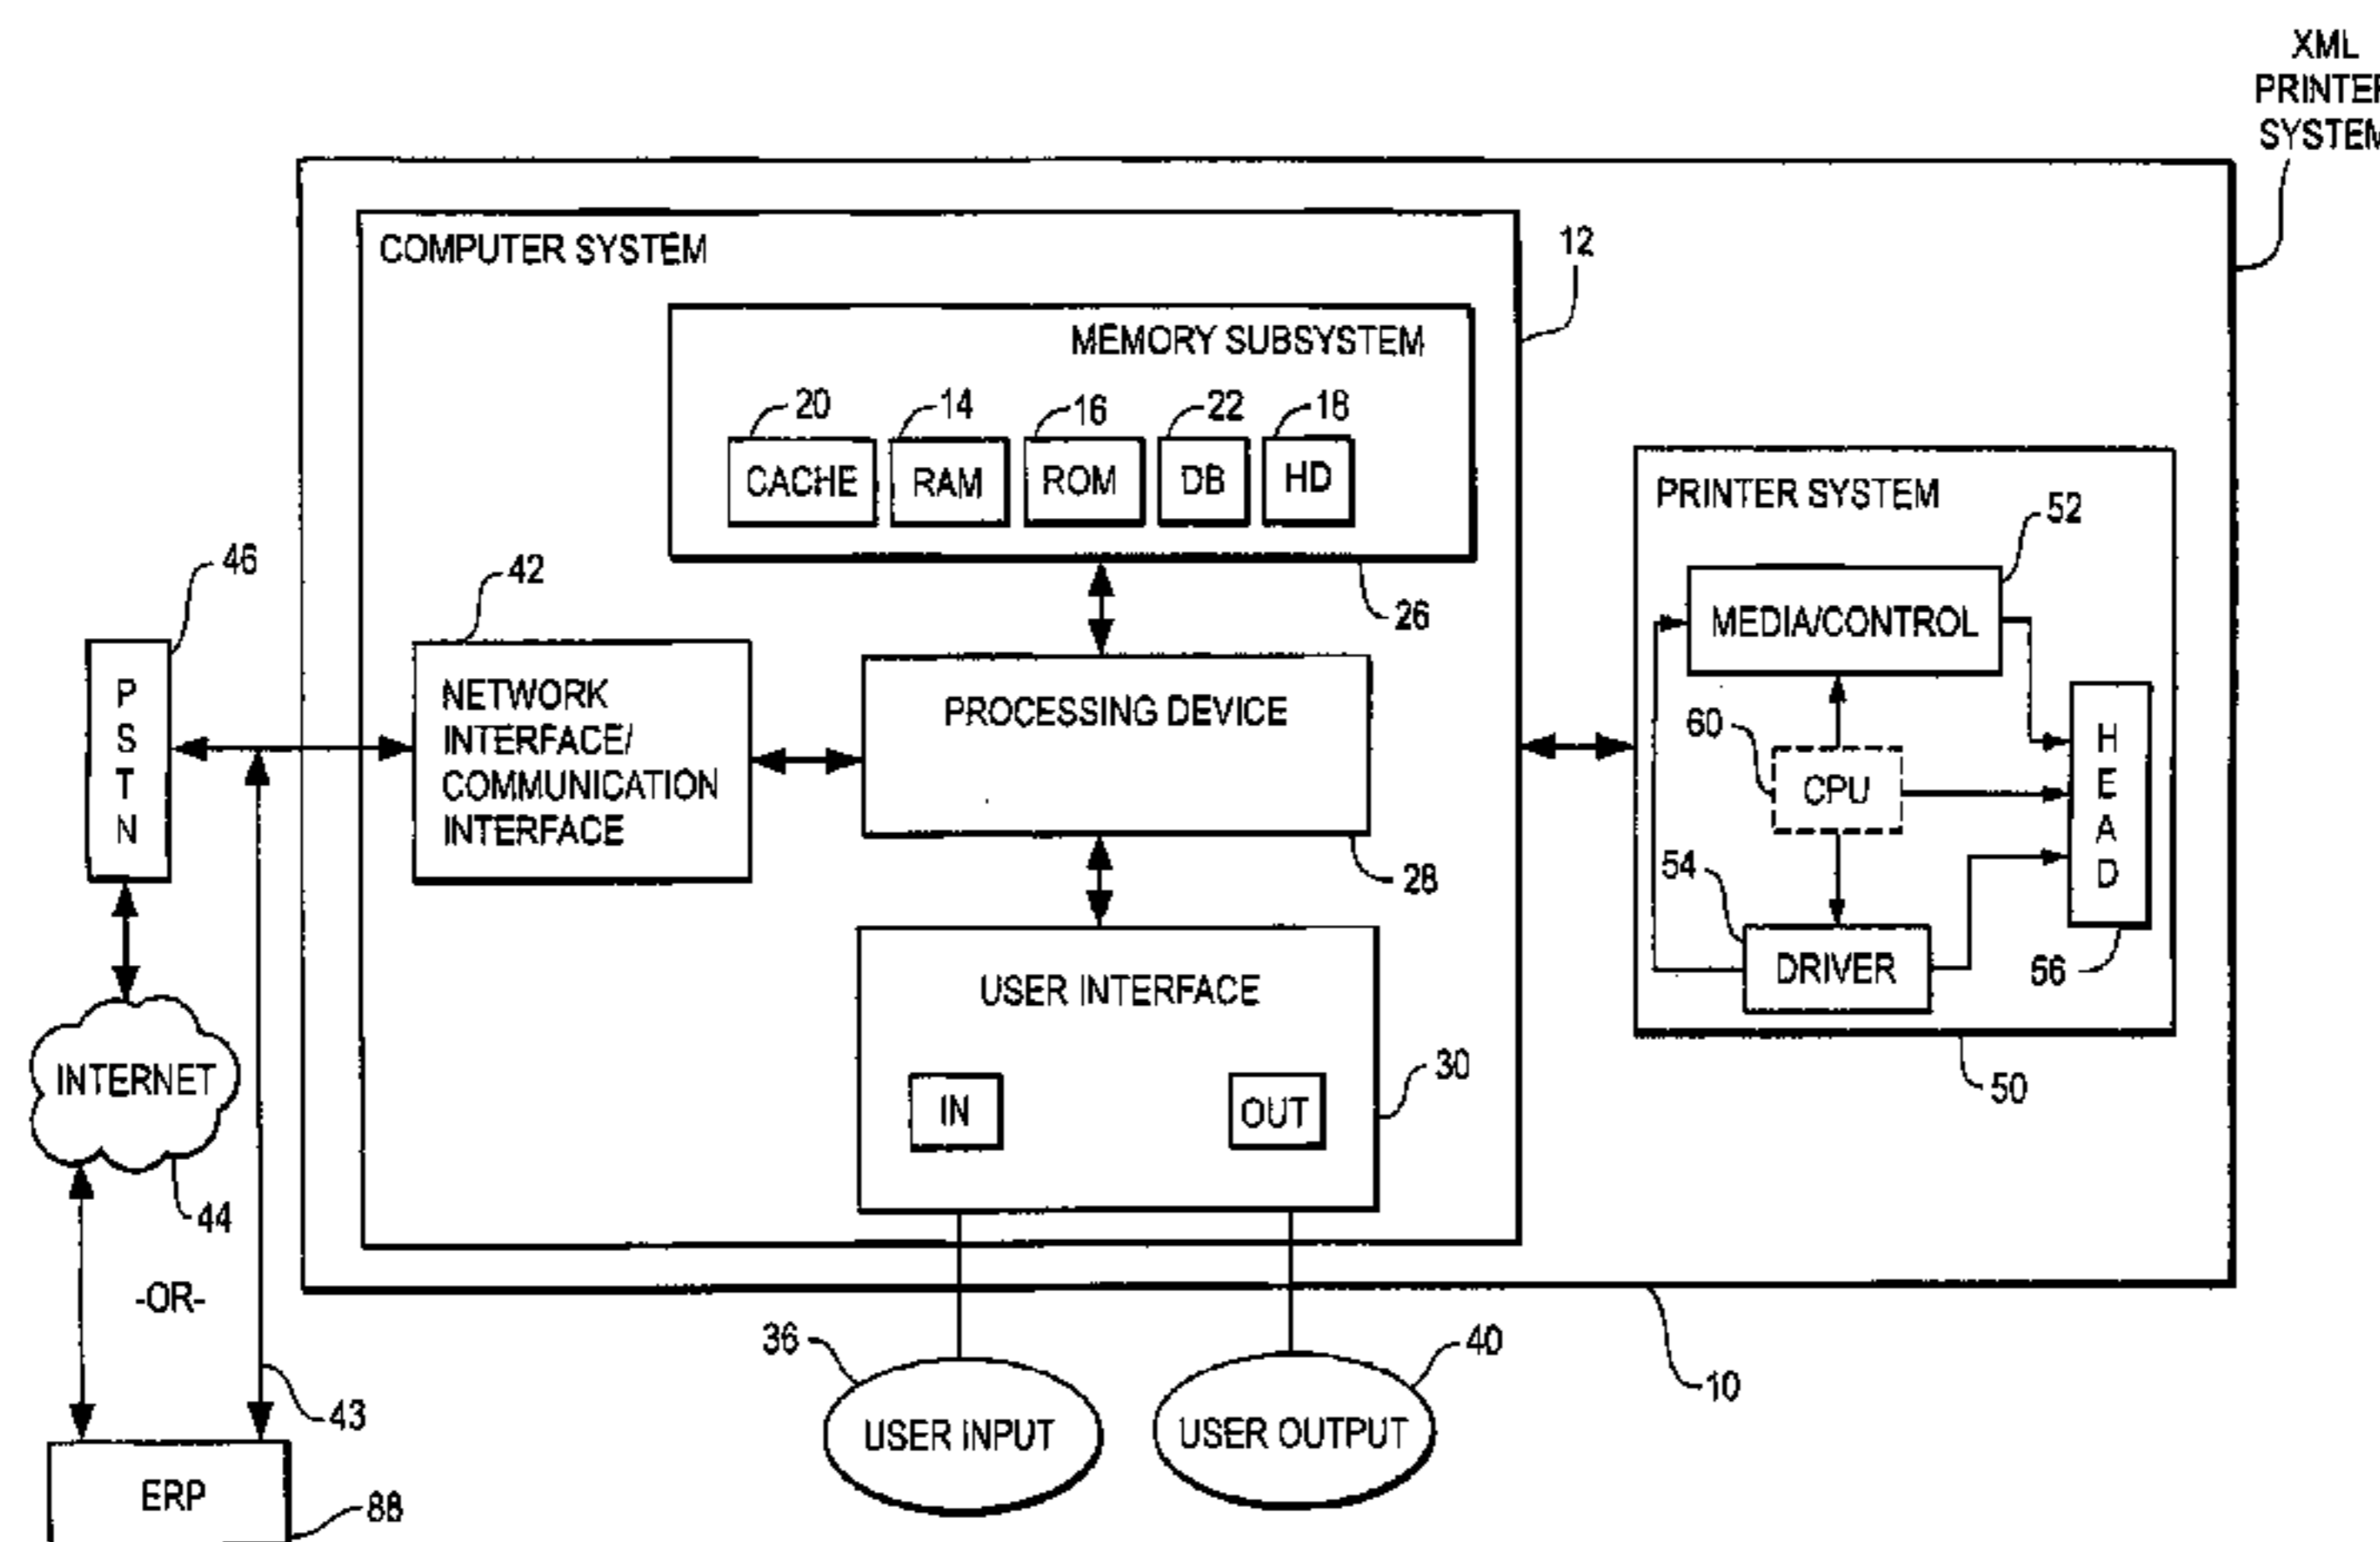 XML
PRINTER
SYSTEM
COMPUTER SYSTEM
12
MEMORY SUBSYSTEM
20
14
16
22
18
CACHE
RAM
ROM
DB
HD
26
PRINTER SYSTEM
52
MEDIA/CONTROL
60
CPU
HEAD
54
DRIVER
56
50
46
PSTN
42
NETWORK
INTERFACE/
COMMUNICATION
INTERFACE
PROCESSING DEVICE
28
USER INTERFACE
IN
OUT
30
INTERNET
44
-OR-
43
ERP
88
36
USER INPUT
40
USER OUTPUT
10